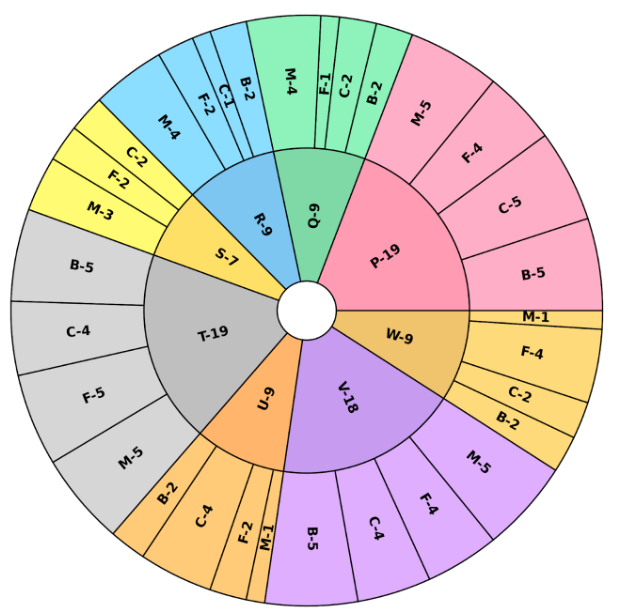 P-19
B-5
C-5
F-4
M-5
Q-9
B-2
C-2
F-1
M-4
R-9
B-2
C-1
F-2
M-4
S-7
C-2
F-2
M-3
T-19
B-5
C-4
F-5
M-5
U-9
B-2
C-4
F-2
M-1
V-18
B-5
C-4
F-4
M-5
W-9
B-2
C-2
F-4
M-1